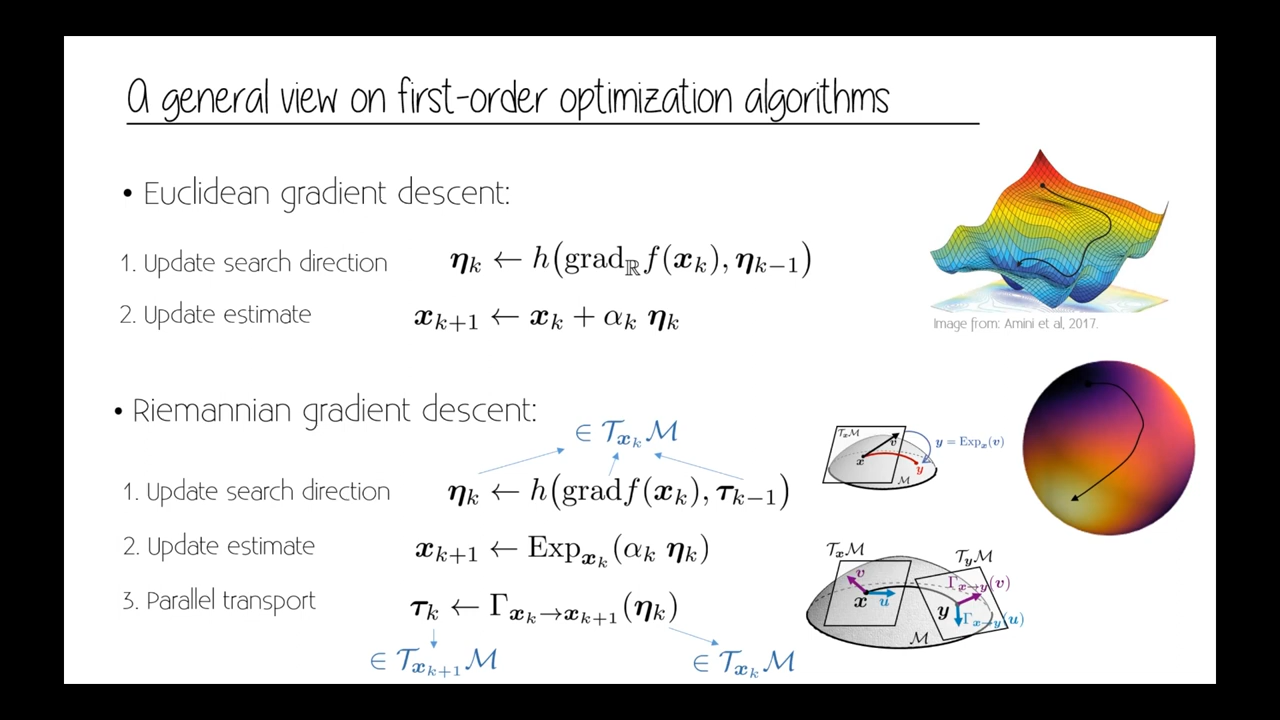 A general view on first-order optimization algorithms
• Euclidean gradient descent:
1. Update search direction η_k ← h(grad_ℝ f(x_k), η_{k−1})
2. Update estimate x_{k+1} ← x_k + α_k η_k
Image from: Amini et al, 2017.
• Riemannian gradient descent:
∈ 𝒯_{x_k}ℳ
1. Update search direction η_k ← h(grad f(x_k), τ_{k−1})
2. Update estimate x_{k+1} ← Exp_{x_k}(α_k η_k)
3. Parallel transport τ_k ← Γ_{x_k→x_{k+1}}(η_k)
∈ 𝒯_{x_{k+1}}ℳ ∈ 𝒯_{x_k}ℳ
𝒯_xℳ
v
y = Exp_x(v)
x
y
ℳ
𝒯_xℳ 𝒯_yℳ
v Γ_{x→y}(v)
x u y Γ_{x→y}(u)
ℳ